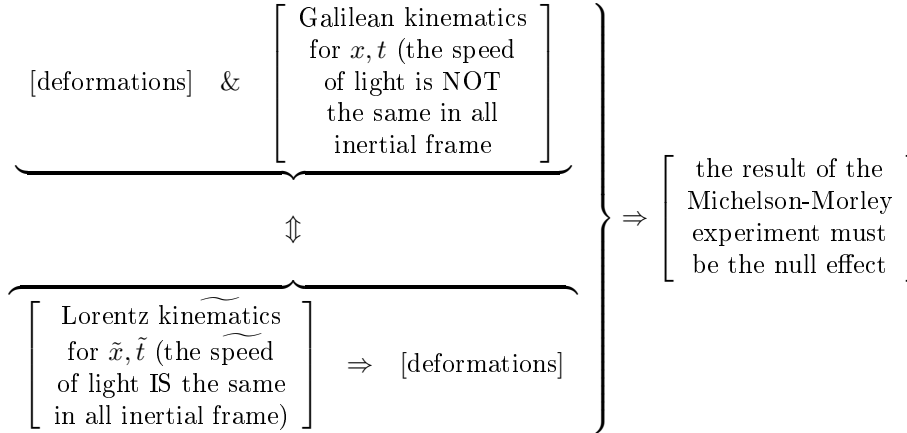 [deformations] & [ Galilean kinematics
for x, t (the speed
of light is NOT
the same in all
inertial frame ]
⇕
[ Lorentz kinematics
for x̃, t̃ (the speed
of light IS the same
in all inertial frame) ] ⇒ [deformations]
⇒ [ the result of the
Michelson-Morley
experiment must
be the null effect ]